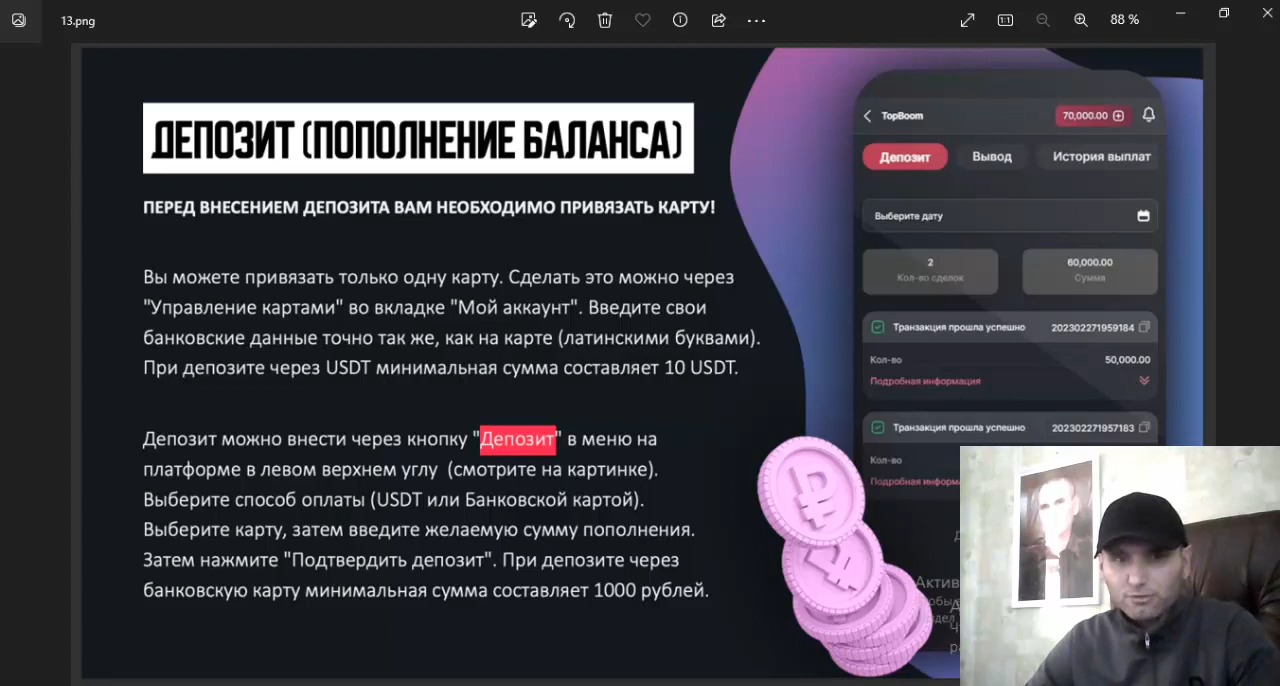 13.png
88 %
ДЕПОЗИТ (ПОПОЛНЕНИЕ БАЛАНСА)
ПЕРЕД ВНЕСЕНИЕМ ДЕПОЗИТА ВАМ НЕОБХОДИМО ПРИВЯЗАТЬ КАРТУ!
Вы можете привязать только одну карту. Сделать это можно через
"Управление картами" во вкладке "Мой аккаунт". Введите свои
банковские данные точно так же, как на карте (латинскими буквами).
При депозите через USDT минимальная сумма составляет 10 USDT.
Депозит можно внести через кнопку "Депозит" в меню на
платформе в левом верхнем углу (смотрите на картинке).
Выберите способ оплаты (USDT или Банковской картой).
Выберите карту, затем введите желаемую сумму пополнения.
Затем нажмите "Подтвердить депозит". При депозите через
банковскую карту минимальная сумма составляет 1000 рублей.
TopBoom
70,000.00
Депозит Вывод История выплат
Выберите дату
2 60,000.00
Кол-во сделок Сумма
Транзакция прошла успешно 202302271959184
Кол-во 50,000.00
Подробная информация
Транзакция прошла успешно 202302271957183
Кол-во
Подробная
Актив